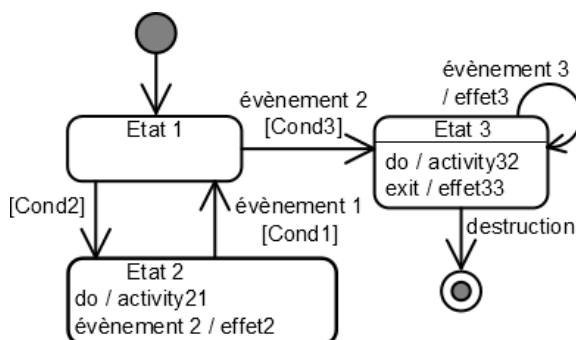 évènement 3
/ effet3
évènement 2
[Cond3]
Etat 1
Etat 3
do / activity32
exit / effet33
[Cond2]
évènement 1
[Cond1]
destruction
Etat 2
do / activity21
évènement 2 / effet2